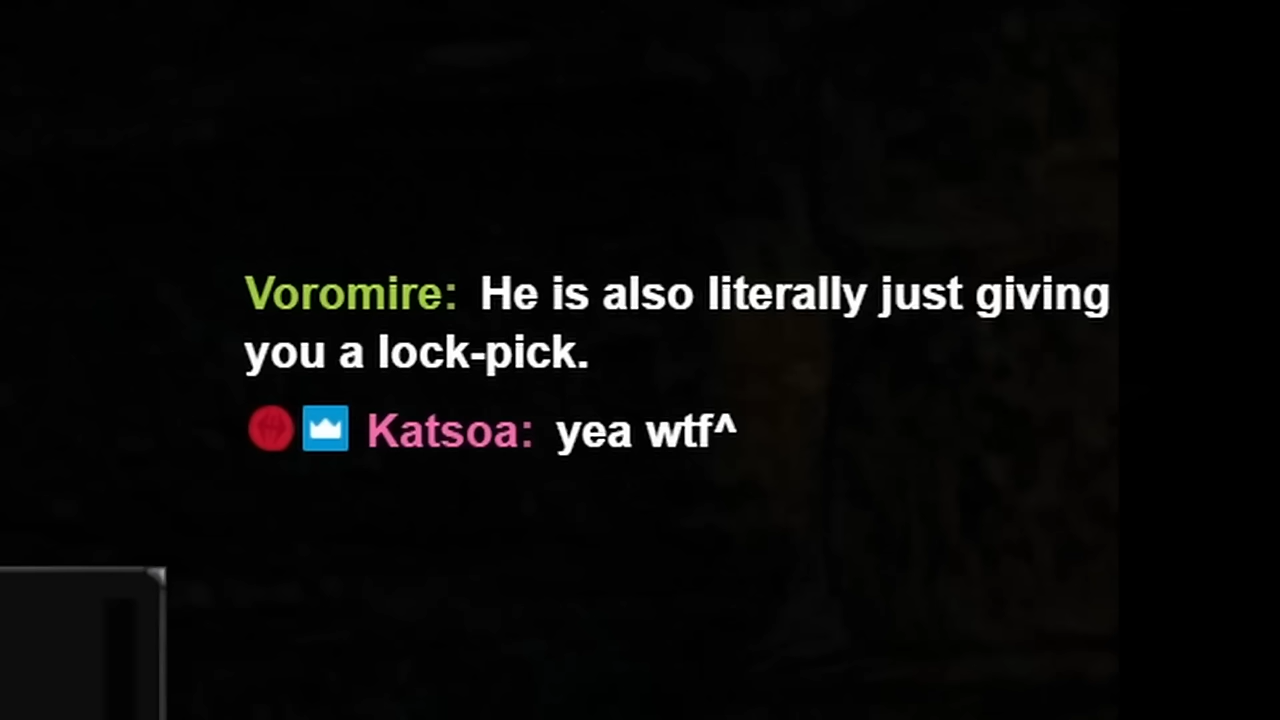 Voromire: He is also literally just giving
you a lock-pick.
Katsoa: yea wtf^